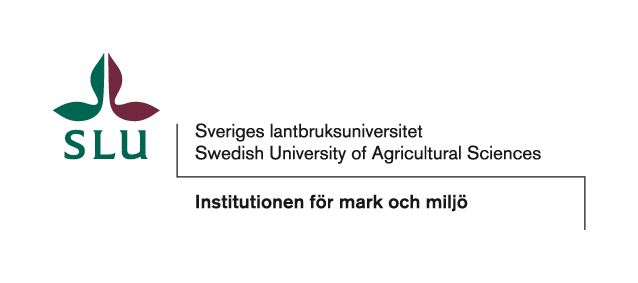 SLU
Sveriges lantbruksuniversitet
Swedish University of Agricultural Sciences
Institutionen för mark och miljö